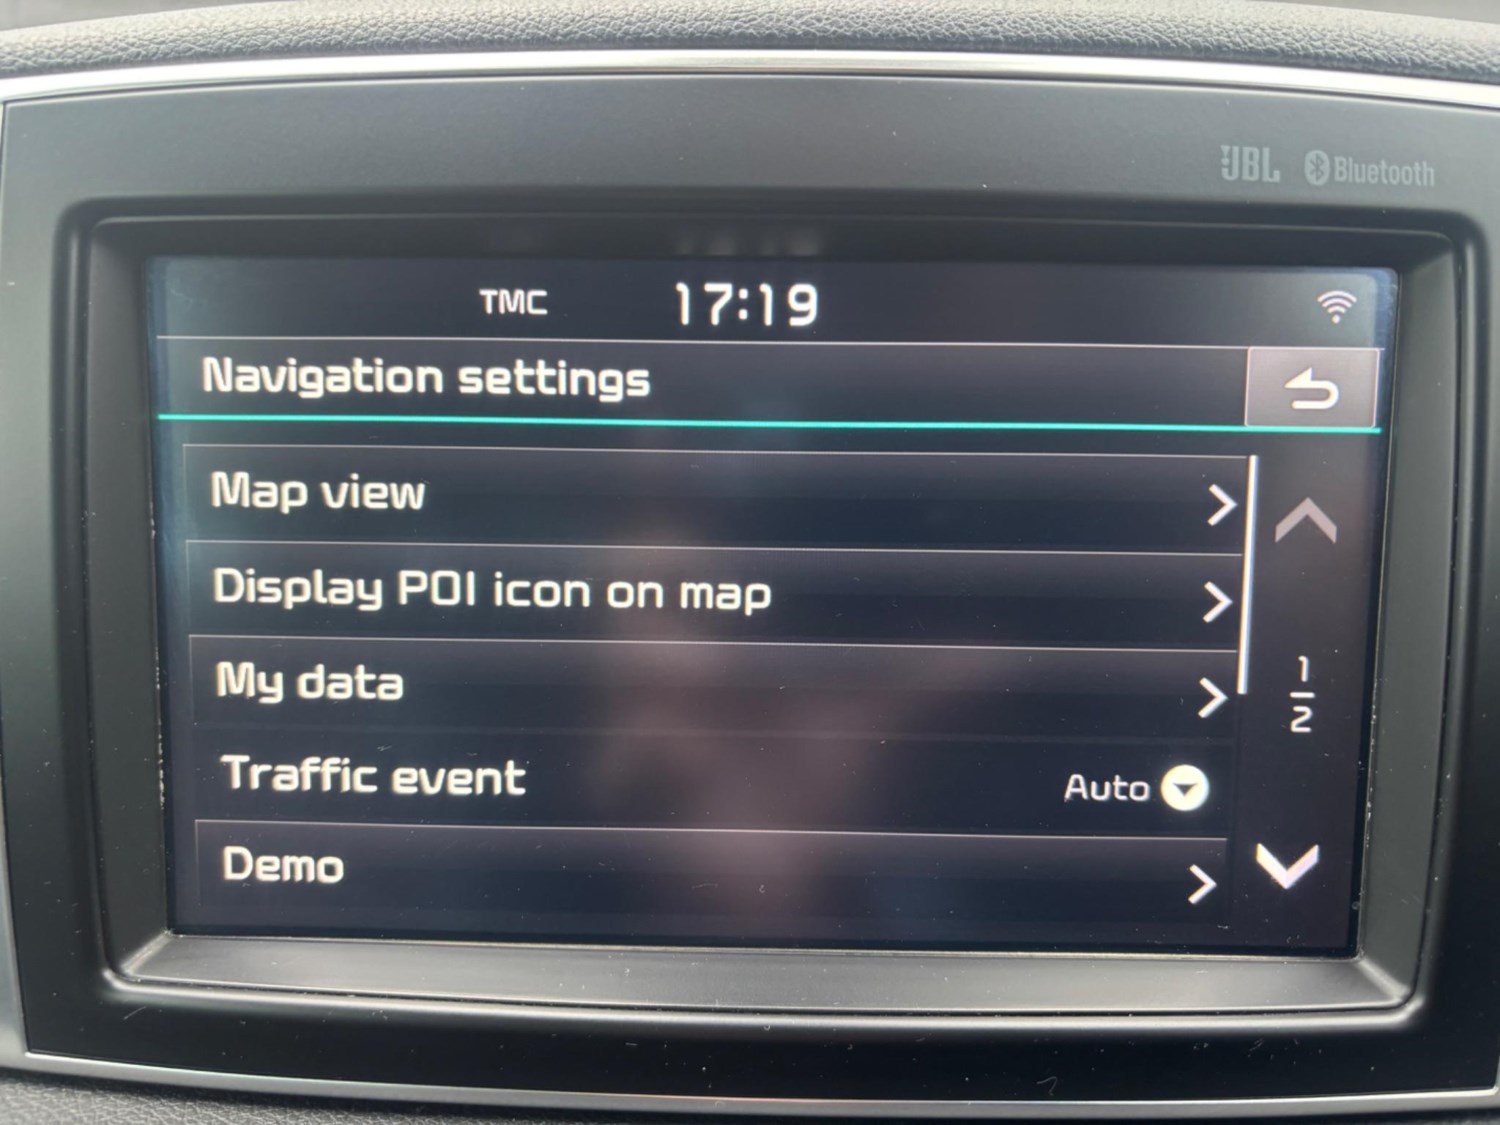 JBL Bluetooth
TMC 17:19
Navigation settings
Map view
Display POI icon on map
My data
1
2
Traffic event Auto
Demo